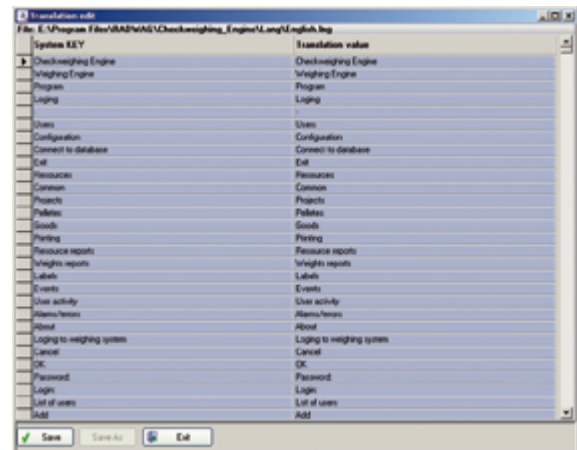 Translation edit
File: E:\Program Files\RADWAG\Checkweighing_Engine\Lang\English.lng
System KEY Translation value
Checkweighing Engine Checkweighing Engine
Weighing Engine Weighing Engine
Program Program
Loging Loging
- -
Users Users
Configuration Configuration
Connect to database Connect to database
Exit Exit
Resources Resources
Common Common
Projects Projects
Palletes Palletes
Goods Goods
Printing Printing
Resource reports Resource reports
Weights reports Weights reports
Labels Labels
Events Events
User activity User activity
Alarms/errors Alarms/errors
About About
Loging to weighing system Loging to weighing system
Cancel Cancel
OK OK
Password: Password:
Login: Login:
List of users List of users
Add Add
Save Save As Exit